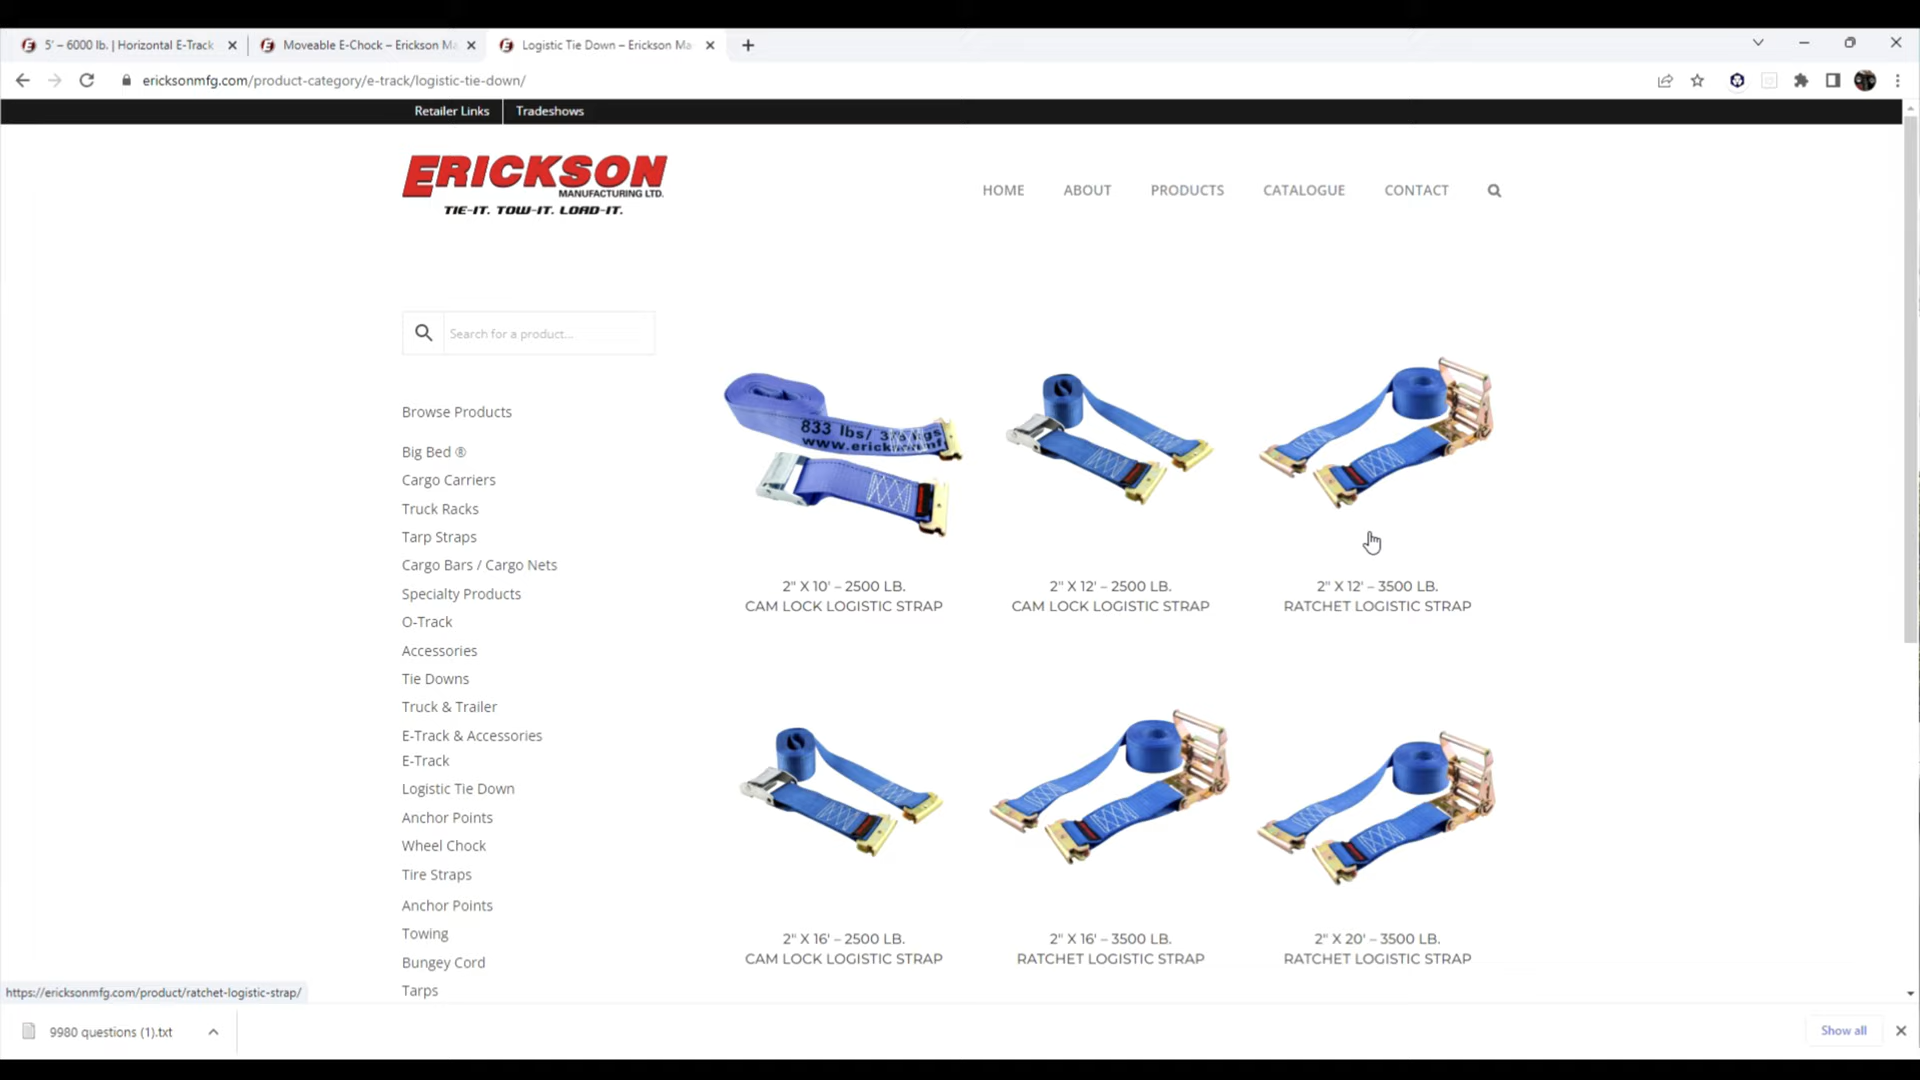 5' – 6000 lb. | Horizontal E-Track
Moveable E-Chock – Erickson Ma
Logistic Tie Down – Erickson Ma
ericksonmfg.com/product-category/e-track/logistic-tie-down/
Retailer Links
Tradeshows
ERICKSON
MANUFACTURING LTD.
TIE-IT. TOW-IT. LOAD-IT.
HOME
ABOUT
PRODUCTS
CATALOGUE
CONTACT
Search for a product...
Browse Products
Big Bed ®
Cargo Carriers
Truck Racks
Tarp Straps
Cargo Bars / Cargo Nets
Specialty Products
O-Track
Accessories
Tie Downs
Truck & Trailer
E-Track & Accessories
E-Track
Logistic Tie Down
Anchor Points
Wheel Chock
Tire Straps
Anchor Points
Towing
Bungey Cord
Tarps
833 lbs/ kgs
2" X 10' – 2500 LB.
CAM LOCK LOGISTIC STRAP
2" X 12' – 2500 LB.
CAM LOCK LOGISTIC STRAP
2" X 12' – 3500 LB.
RATCHET LOGISTIC STRAP
2" X 16' – 2500 LB.
CAM LOCK LOGISTIC STRAP
2" X 16' – 3500 LB.
RATCHET LOGISTIC STRAP
2" X 20' – 3500 LB.
RATCHET LOGISTIC STRAP
https://ericksonmfg.com/product/ratchet-logistic-strap/
9980 questions (1).txt
Show all